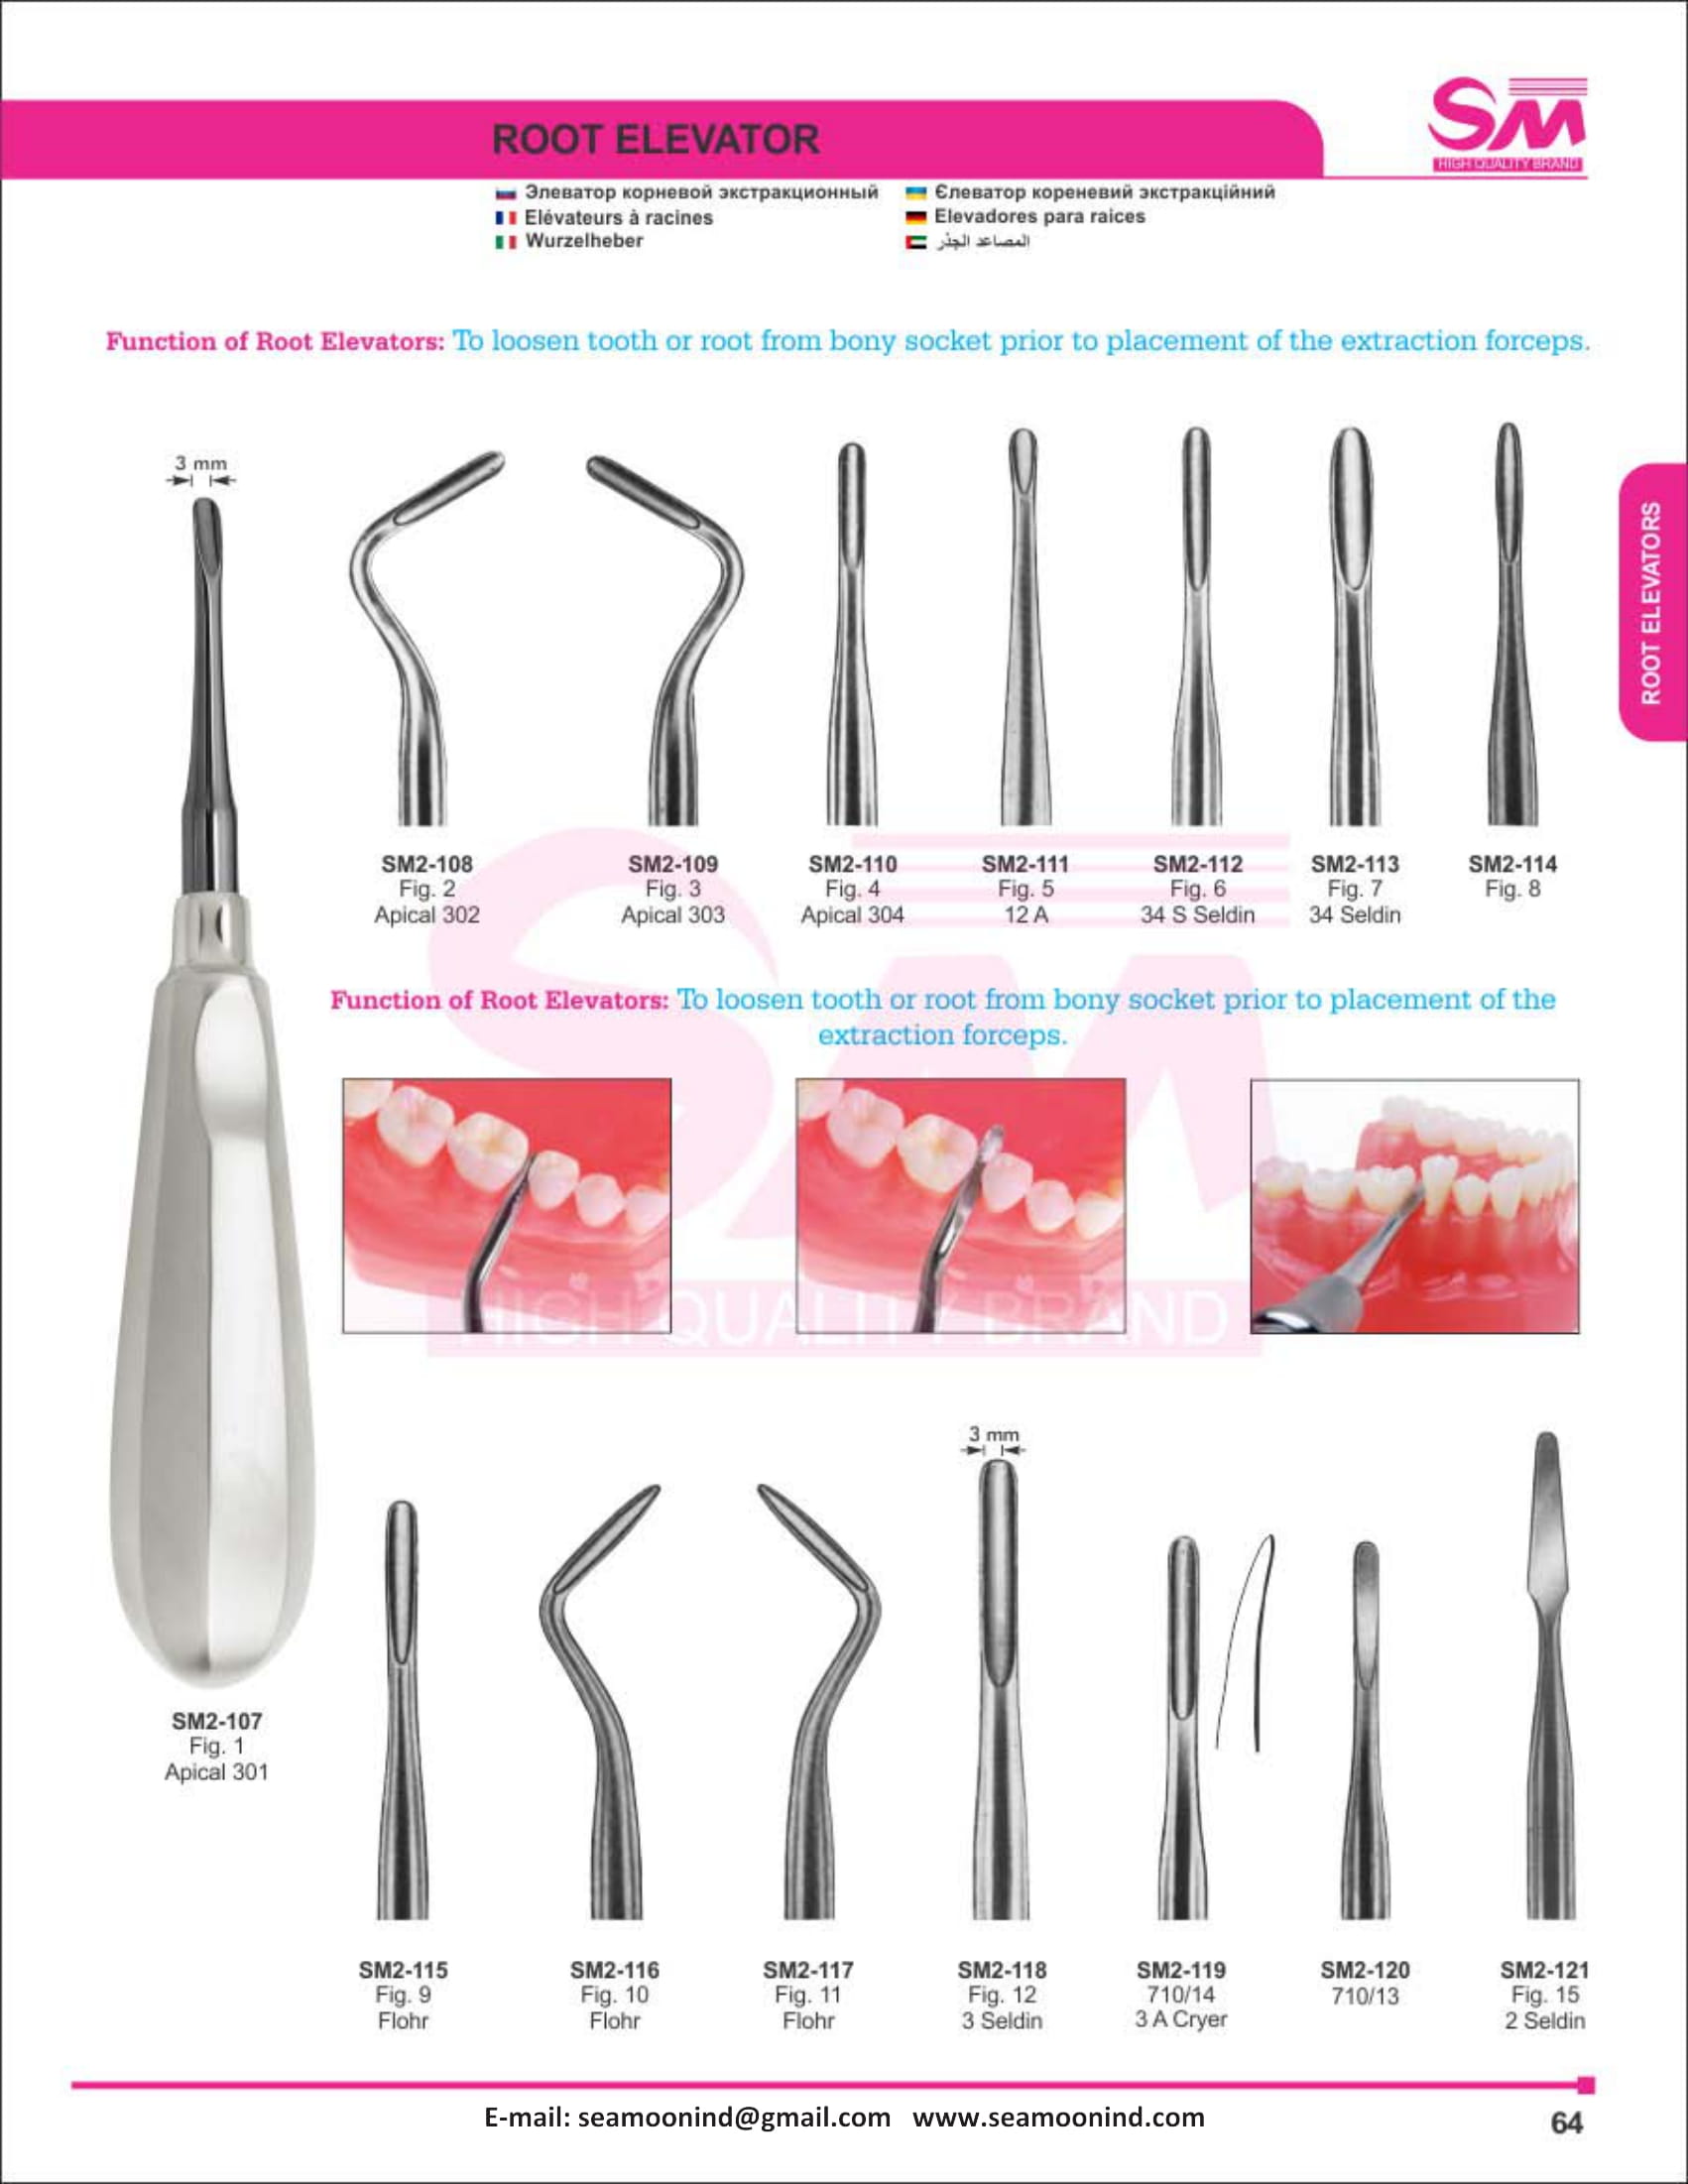 SM
HIGH QUALITY BRAND
ROOT ELEVATOR
Элеватор корневой экстракционный
Єлеватор кореневий экстракційний
Elévateurs à racines
Elevadores para raices
Wurzelheber
المصاعد الجذر
Function of Root Elevators: To loosen tooth or root from bony socket prior to placement of the extraction forceps.
ROOT ELEVATORS
3 mm
SM2-108
Fig. 2
Apical 302
SM2-109
Fig. 3
Apical 303
SM2-110
Fig. 4
Apical 304
SM2-111
Fig. 5
12 A
SM2-112
Fig. 6
34 S Seldin
SM2-113
Fig. 7
34 Seldin
SM2-114
Fig. 8
Function of Root Elevators: To loosen tooth or root from bony socket prior to placement of the
extraction forceps.
SM
HIGH QUALITY BRAND
3 mm
SM2-107
Fig. 1
Apical 301
SM2-115
Fig. 9
Flohr
SM2-116
Fig. 10
Flohr
SM2-117
Fig. 11
Flohr
SM2-118
Fig. 12
3 Seldin
SM2-119
710/14
3 A Cryer
SM2-120
710/13
SM2-121
Fig. 15
2 Seldin
E-mail: seamoonind@gmail.com www.seamoonind.com
64